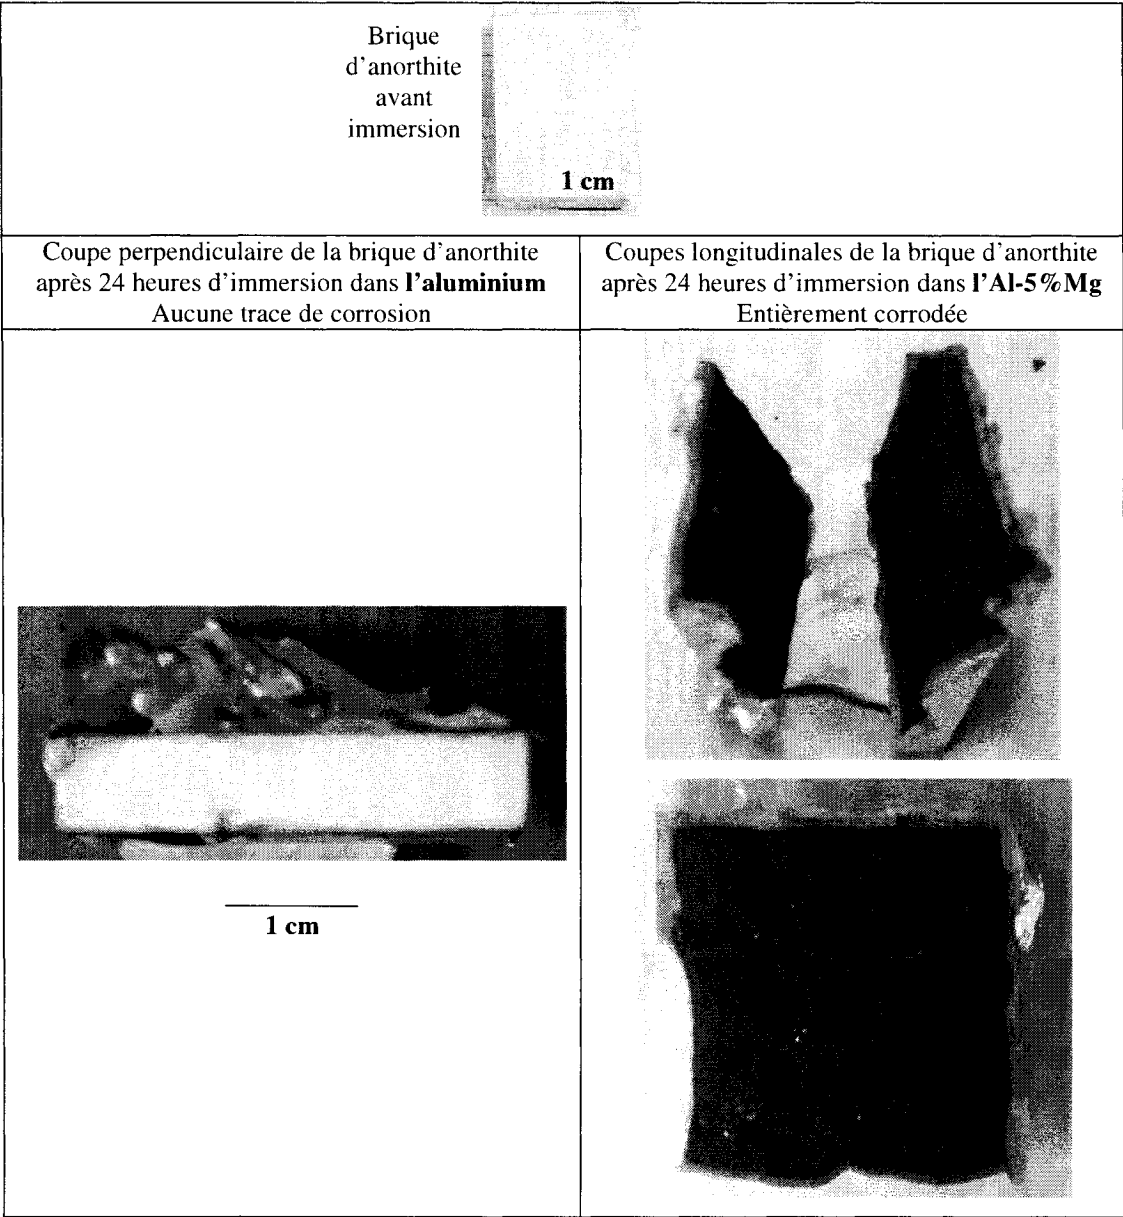 Brique
d'anorthite
avant
immersion
1 cm
Coupe perpendiculaire de la brique d'anorthite
après 24 heures d'immersion dans l'aluminium
Aucune trace de corrosion
Coupes longitudinales de la brique d'anorthite
après 24 heures d'immersion dans l'Al-5%Mg
Entièrement corrodée
1 cm